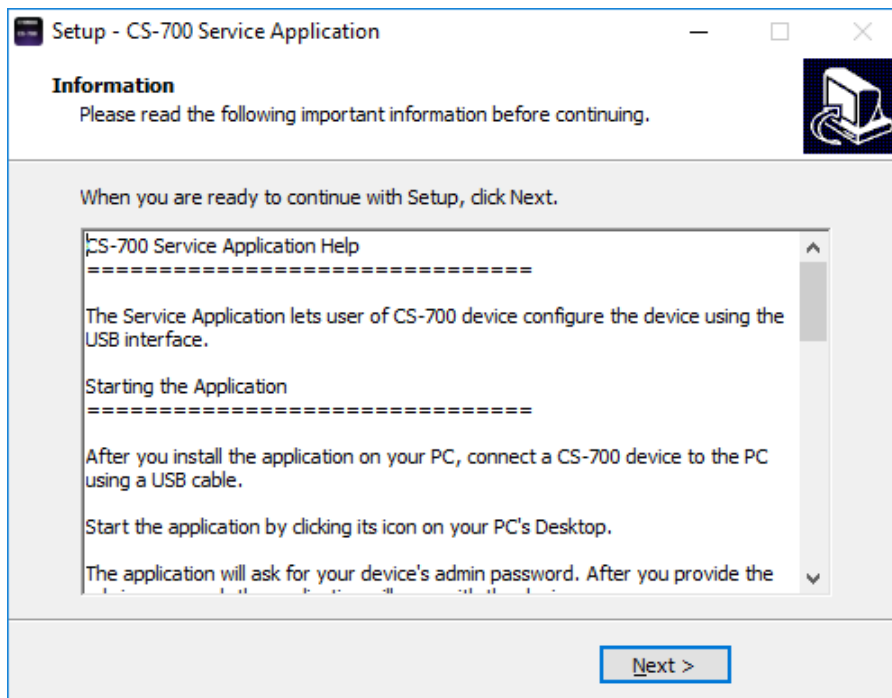 Setup - CS-700 Service Application
Information
Please read the following important information before continuing.
When you are ready to continue with Setup, click Next.
CS-700 Service Application Help
===============================
The Service Application lets user of CS-700 device configure the device using the
USB interface.
Starting the Application
===============================
After you install the application on your PC, connect a CS-700 device to the PC
using a USB cable.
Start the application by clicking its icon on your PC's Desktop.
The application will ask for your device's admin password. After you provide the
Next >